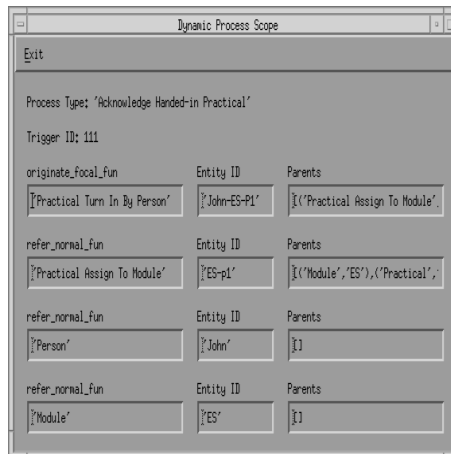 Dynamic Process Scope
Exit
Process Type: 'Acknowledge Handed-in Practical'
Trigger ID: 111
originate_focal_fun Entity ID Parents
'Practical Turn In By Person' 'John-ES-P1' [('Practical Assign To Module',
refer_normal_fun Entity ID Parents
'Practical Assign To Module' 'ES-p1' [('Module','ES'),('Practical',
refer_normal_fun Entity ID Parents
'Person' 'John' []
refer_normal_fun Entity ID Parents
'Module' 'ES' []